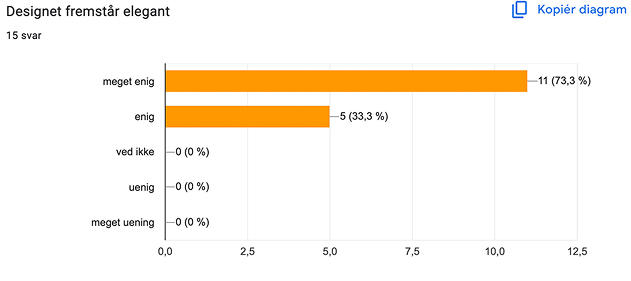 Designet fremstår elegant
Kopiér diagram
15 svar
meget enig
11 (73,3 %)
enig
5 (33,3 %)
ved ikke
0 (0 %)
uenig
0 (0 %)
meget uening
0 (0 %)
0,0 2,5 5,0 7,5 10,0 12,5